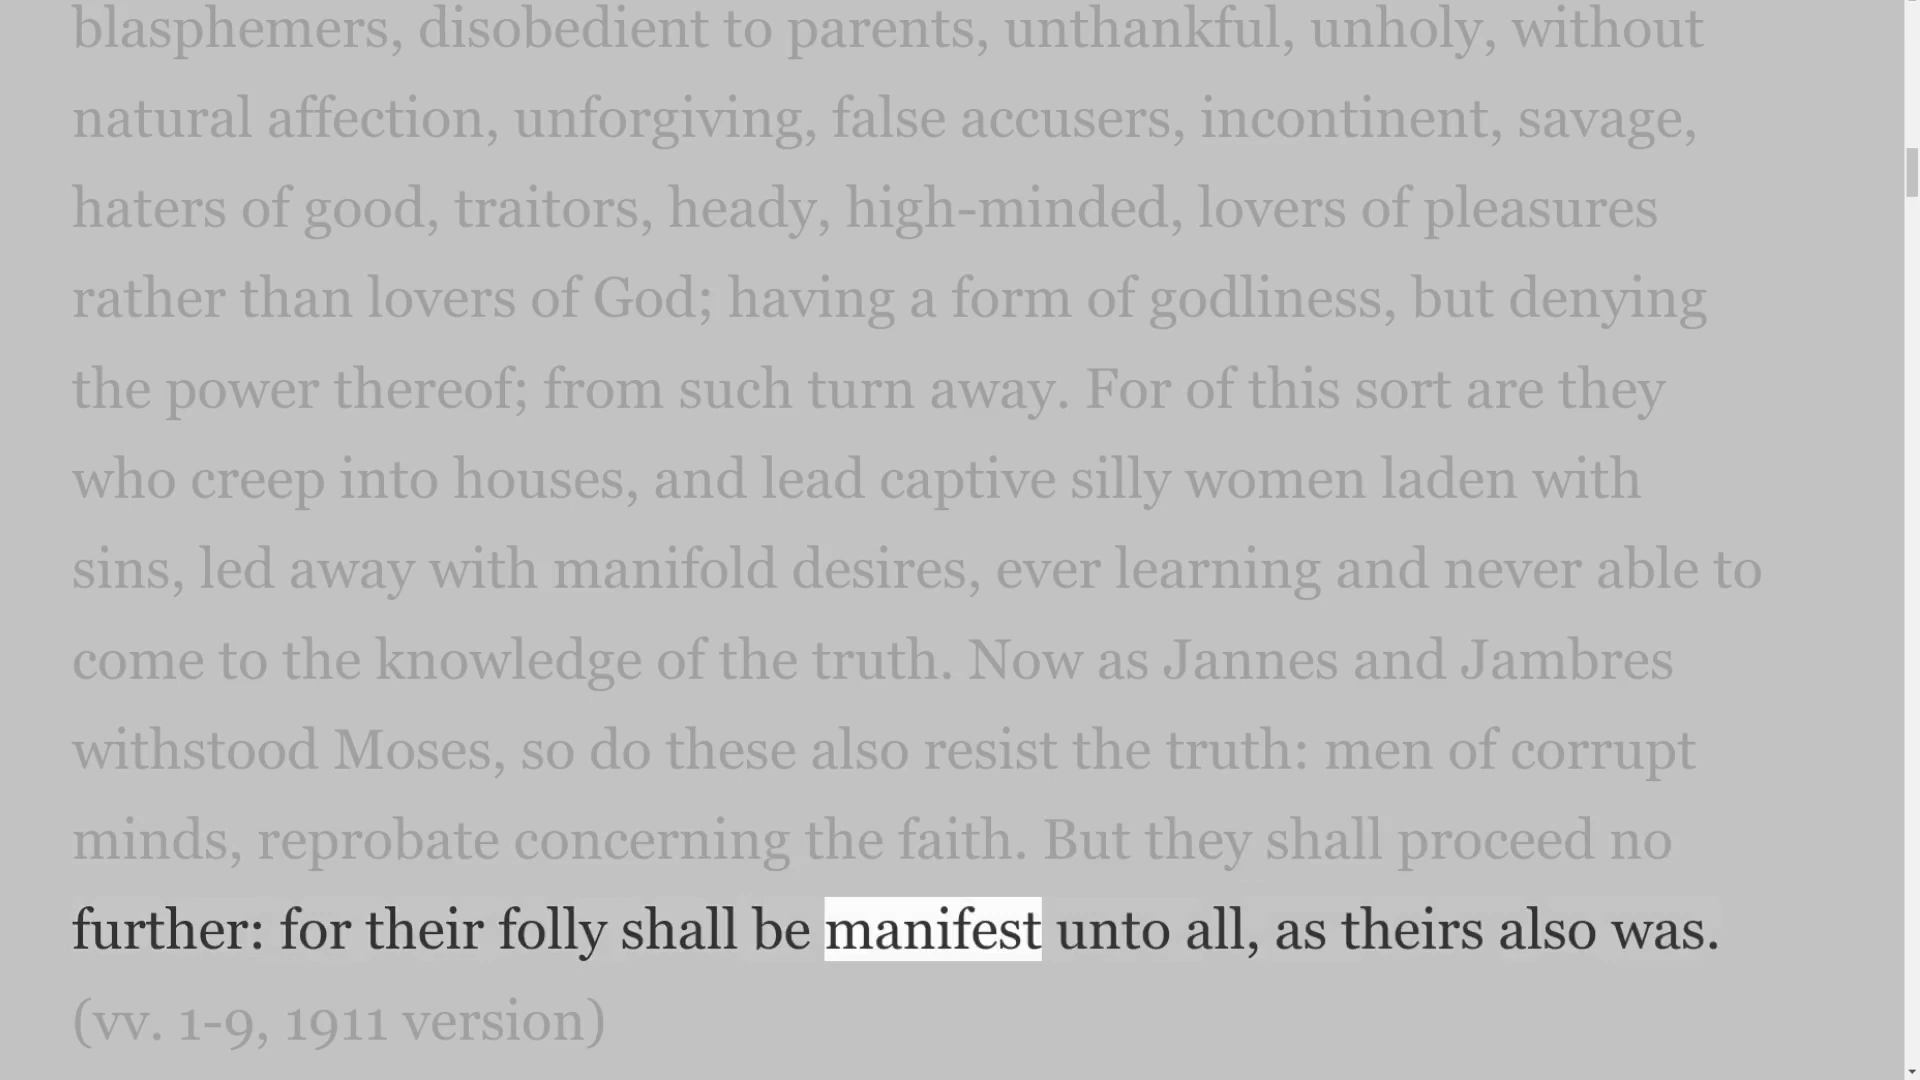 blasphemers, disobedient to parents, unthankful, unholy, without
natural affection, unforgiving, false accusers, incontinent, savage,
haters of good, traitors, heady, high-minded, lovers of pleasures
rather than lovers of God; having a form of godliness, but denying
the power thereof; from such turn away. For of this sort are they
who creep into houses, and lead captive silly women laden with
sins, led away with manifold desires, ever learning and never able to
come to the knowledge of the truth. Now as Jannes and Jambres
withstood Moses, so do these also resist the truth: men of corrupt
minds, reprobate concerning the faith. But they shall proceed no
further: for their folly shall be manifest unto all, as theirs also was.
(vv. 1-9, 1911 version)